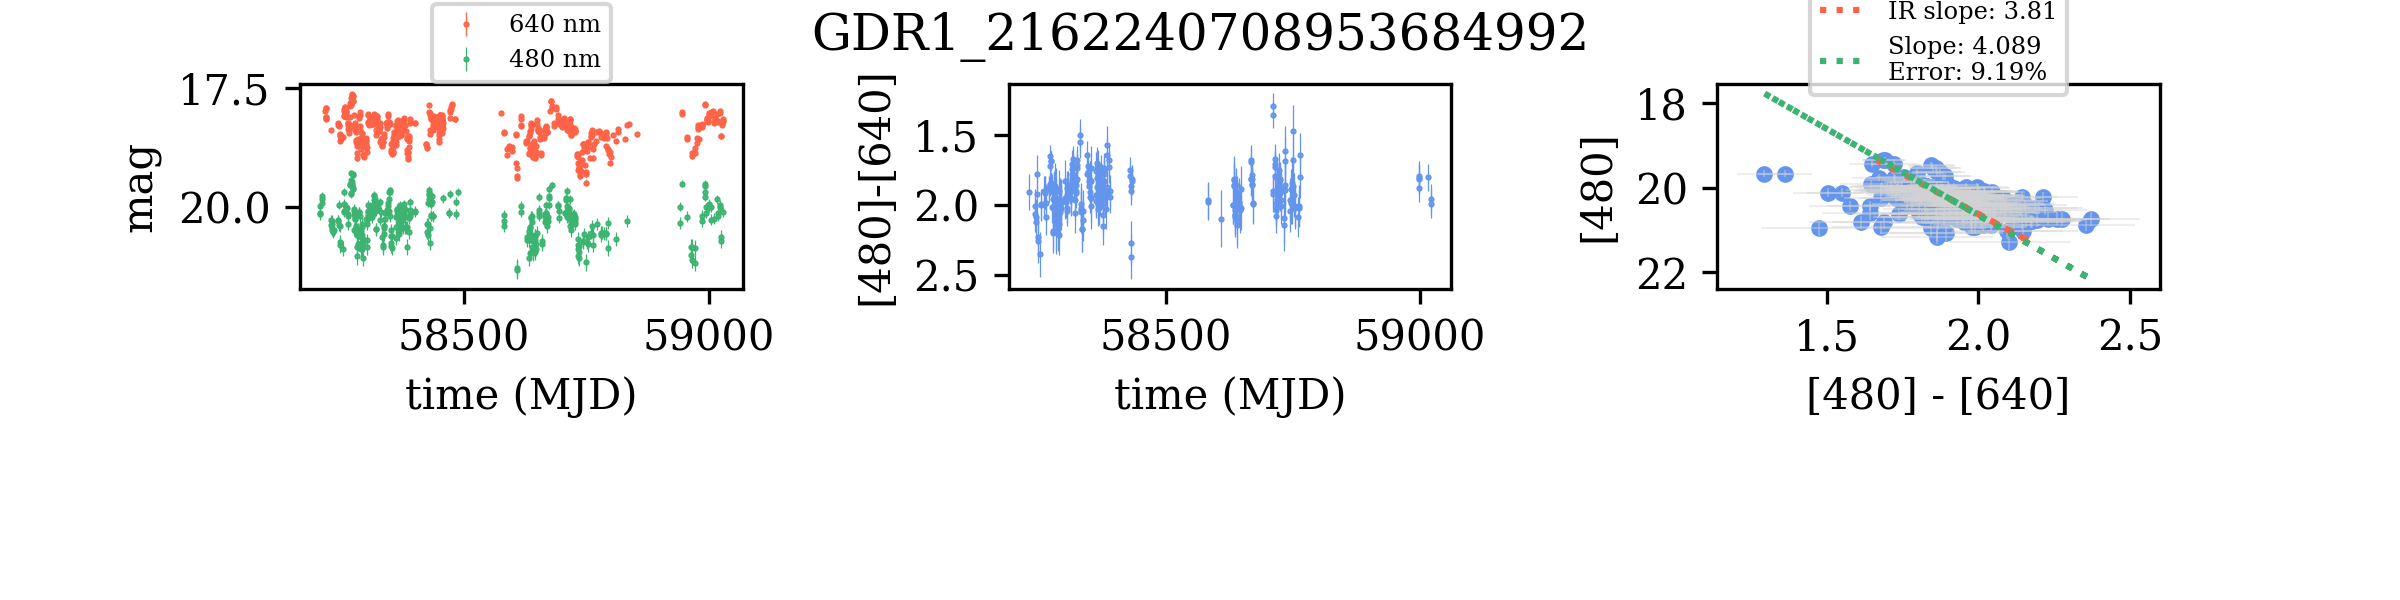 GDR1_2162240708953684992
640 nm
480 nm
17.5
20.0
mag
58500
59000
time (MJD)
[480]-[640]
1.5
2.0
2.5
58500
59000
time (MJD)
IR slope: 3.81
Slope: 4.089
Error: 9.19%
[480]
18
20
22
1.5
2.0
2.5
[480] - [640]